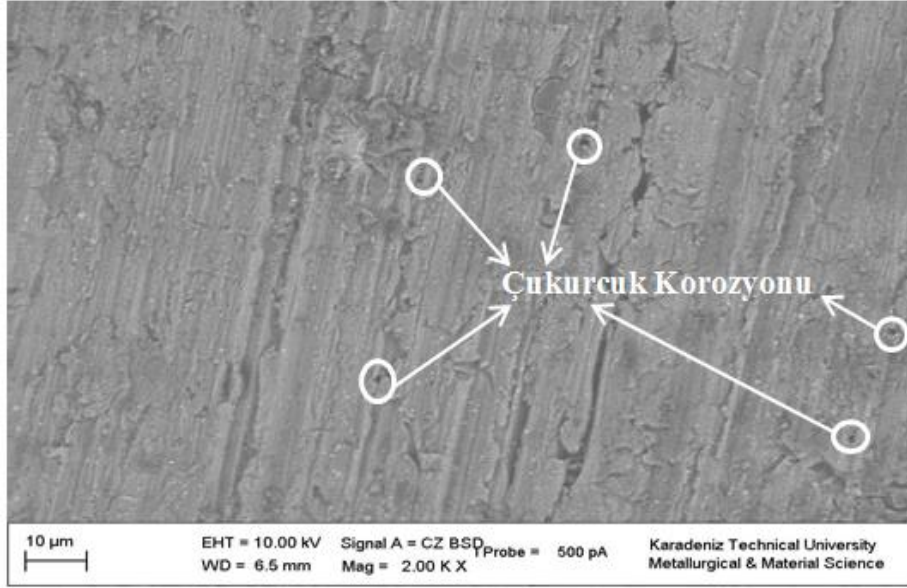 Çukurcuk Korozyonu
10 µm
EHT = 10.00 kV Signal A = CZ BSD I Probe = 500 pA Karadeniz Technical University
WD = 6.5 mm Mag = 2.00 K X Metallurgical & Material Science